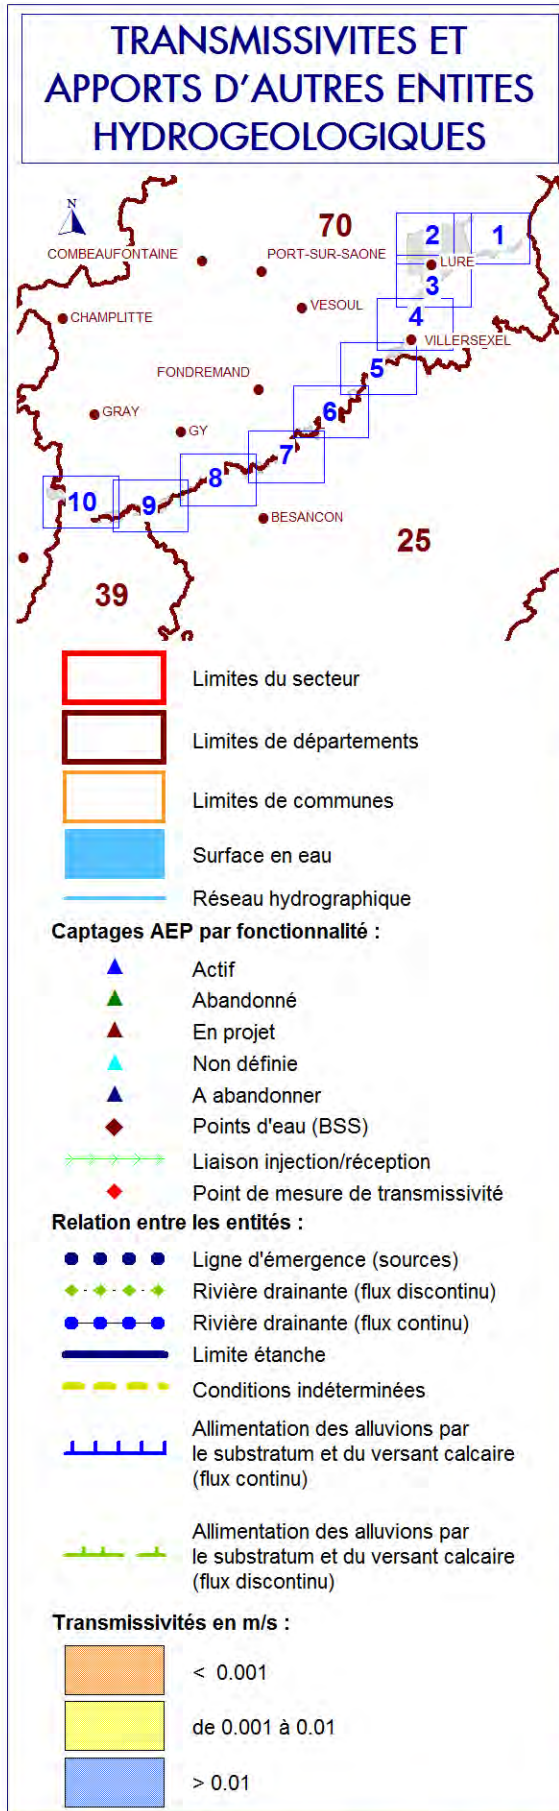 TRANSMISSIVITES ET
APPORTS D'AUTRES ENTITES
HYDROGEOLOGIQUES
N
70
2
1
COMBEAUFONTAINE
PORT-SUR-SAONE
LURE
3
VESOUL
4
CHAMPLITTE
VILLERSEXEL
5
FONDREMAND
6
GRAY
GY
7
8
10
9
BESANCON
25
39
Limites du secteur
Limites de départements
Limites de communes
Surface en eau
Réseau hydrographique
Captages AEP par fonctionnalité :
Actif
Abandonné
En projet
Non définie
A abandonner
Points d'eau (BSS)
Liaison injection/réception
Point de mesure de transmissivité
Relation entre les entités :
Ligne d'émergence (sources)
Rivière drainante (flux discontinu)
Rivière drainante (flux continu)
Limite étanche
Conditions indéterminées
Allimentation des alluvions par
le substratum et du versant calcaire
(flux continu)
Allimentation des alluvions par
le substratum et du versant calcaire
(flux discontinu)
Transmissivités en m/s :
< 0.001
de 0.001 à 0.01
> 0.01